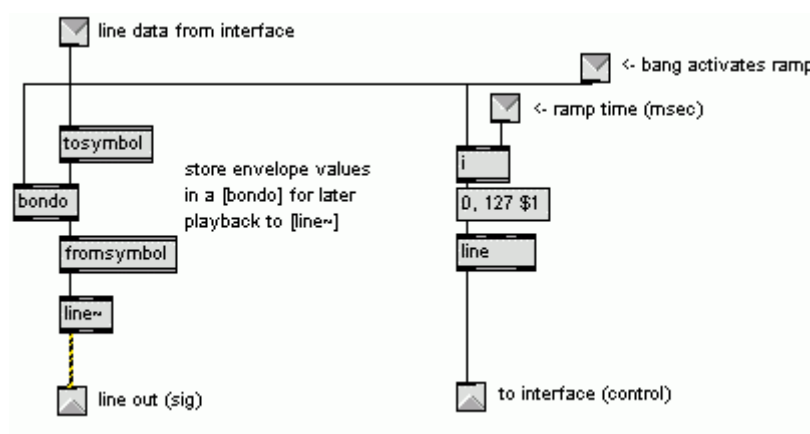 line data from interface
<- bang activates ramp
<- ramp time (msec)
tosymbol
i
store envelope values
in a [bondo] for later
playback to [line~]
bondo
0, 127 $1
fromsymbol
line
line~
line out (sig)
to interface (control)